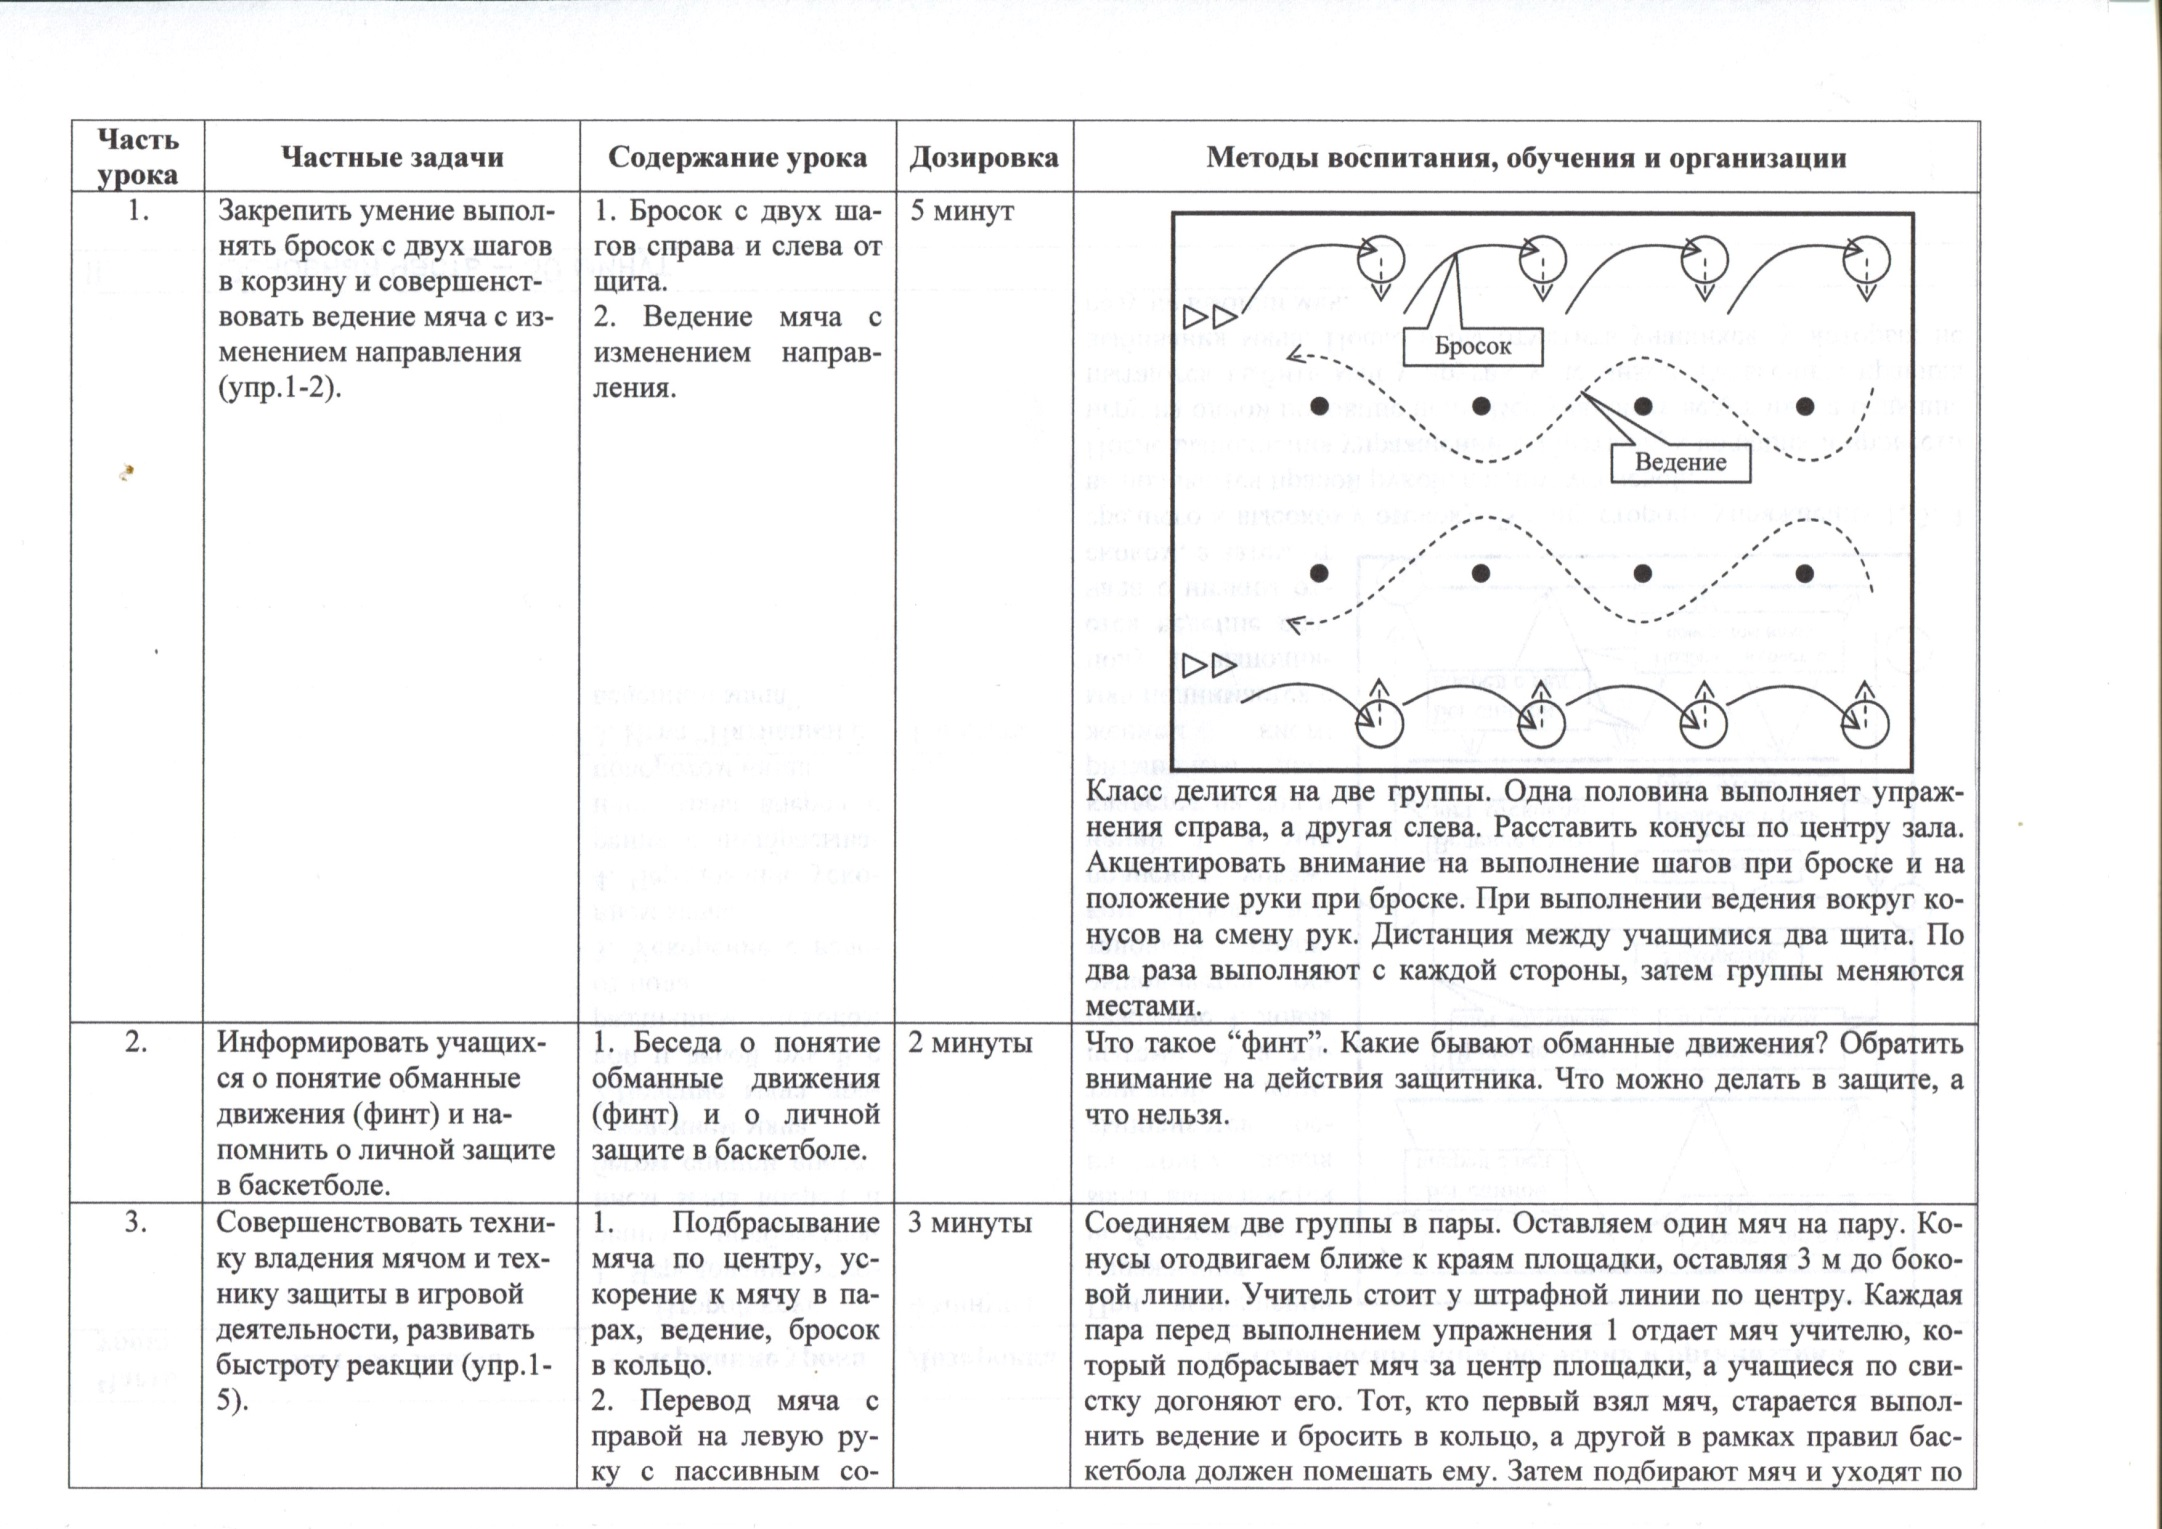 Часть
урока
Частные задачи
Содержание урока
Дозировка
Методы воспитания, обучения и организации
1.
Закрепить умение выпол-
нять бросок с двух шагов
в корзину и совершенст-
вовать ведение мяча с из-
менением направления
(упр.1-2).
1. Бросок с двух ша-
гов справа и слева от
щита.
2. Ведение мяча с
изменением направ-
ления.
5 минут
Бросок
Ведение
Класс делится на две группы. Одна половина выполняет упраж-
нения справа, а другая слева. Расставить конусы по центру зала.
Акцентировать внимание на выполнение шагов при броске и на
положение руки при броске. При выполнении ведения вокруг ко-
нусов на смену рук. Дистанция между учащимися два щита. По
два раза выполняют с каждой стороны, затем группы меняются
местами.
2.
Информировать учащих-
ся о понятие обманные
движения (финт) и на-
помнить о личной защите
в баскетболе.
1. Беседа о понятие
обманные движения
(финт) и о личной
защите в баскетболе.
2 минуты
Что такое “финт”. Какие бывают обманные движения? Обратить
внимание на действия защитника. Что можно делать в защите, а
что нельзя.
3.
Совершенствовать техни-
ку владения мячом и тех-
нику защиты в игровой
деятельности, развивать
быстроту реакции (упр.1-
5).
1. Подбрасывание
мяча по центру, ус-
корение к мячу в па-
рах, ведение, бросок
в кольцо.
2. Перевод мяча с
правой на левую ру-
ку с пассивным со-
3 минуты
Соединяем две группы в пары. Оставляем один мяч на пару. Ко-
нусы отодвигаем ближе к краям площадки, оставляя 3 м до боко-
вой линии. Учитель стоит у штрафной линии по центру. Каждая
пара перед выполнением упражнения 1 отдает мяч учителю, ко-
торый подбрасывает мяч за центр площадки, а учащиеся по сви-
стку догоняют его. Тот, кто первый взял мяч, старается выпол-
нить ведение и бросить в кольцо, а другой в рамках правил бас-
кетбола должен помешать ему. Затем подбирают мяч и уходят по